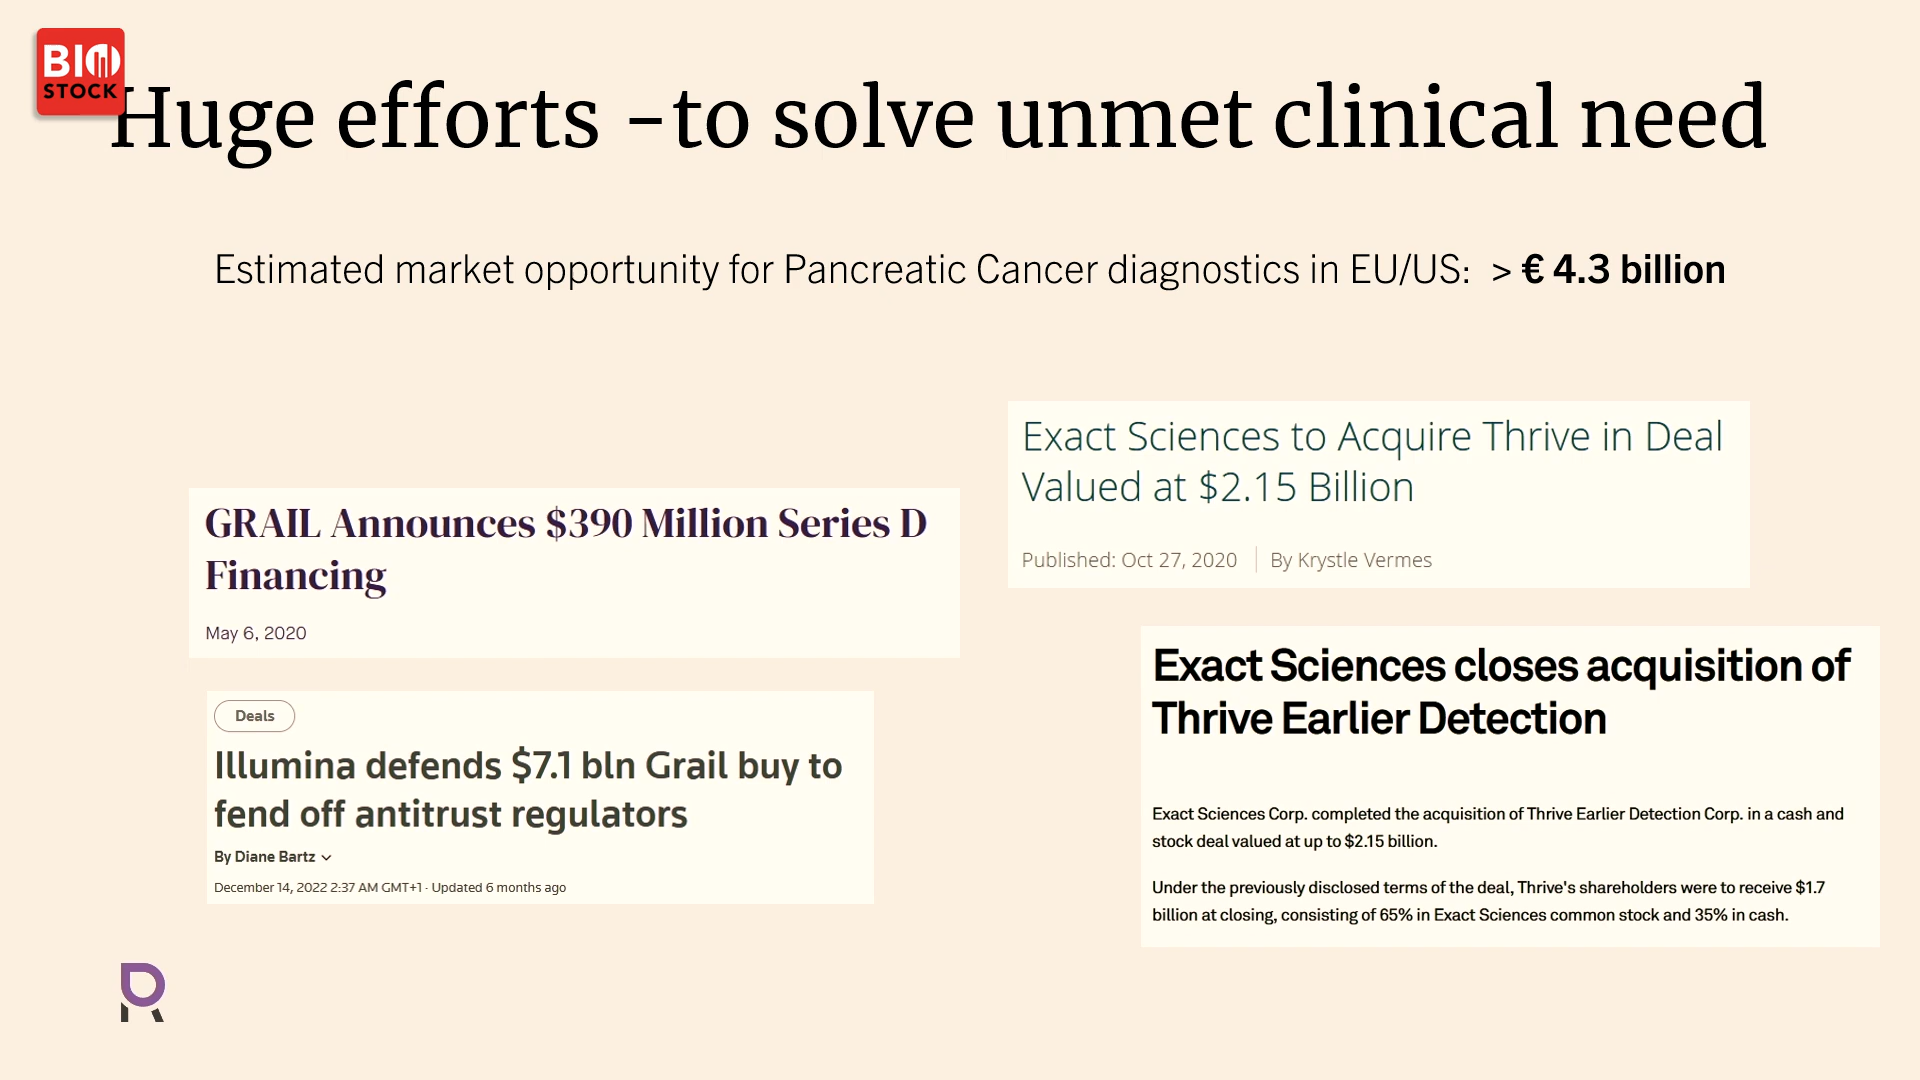 BIO
STOCK
Huge efforts -to solve unmet clinical need
Estimated market opportunity for Pancreatic Cancer diagnostics in EU/US: > € 4.3 billion
GRAIL Announces $390 Million Series D
Financing
May 6, 2020
Deals
Illumina defends $7.1 bln Grail buy to
fend off antitrust regulators
By Diane Bartz
December 14, 2022 2:37 AM GMT+1 · Updated 6 months ago
Exact Sciences to Acquire Thrive in Deal
Valued at $2.15 Billion
Published: Oct 27, 2020 | By Krystle Vermes
Exact Sciences closes acquisition of
Thrive Earlier Detection
Exact Sciences Corp. completed the acquisition of Thrive Earlier Detection Corp. in a cash and
stock deal valued at up to $2.15 billion.
Under the previously disclosed terms of the deal, Thrive's shareholders were to receive $1.7
billion at closing, consisting of 65% in Exact Sciences common stock and 35% in cash.